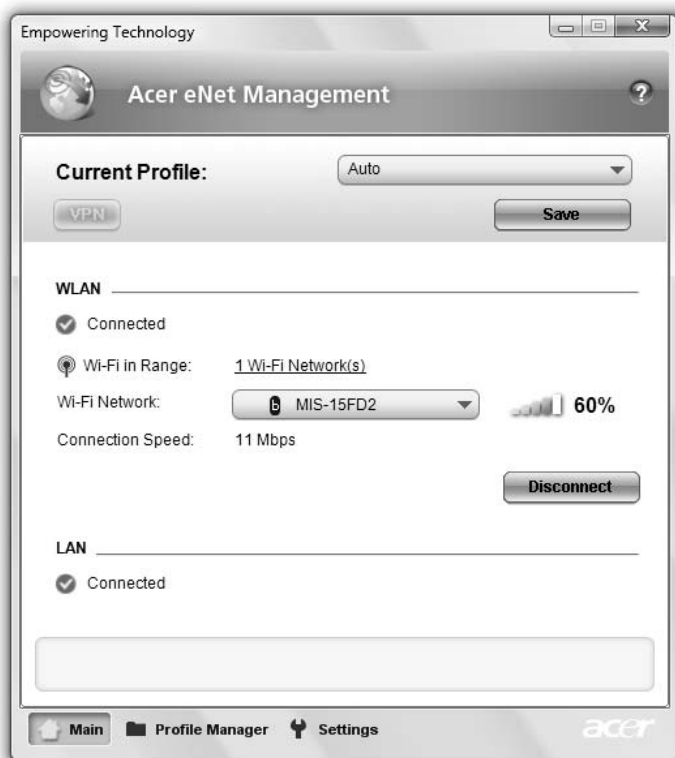 Empowering Technology
Acer eNet Management
?
Current Profile:
Auto
VPN
Save
WLAN
Connected
Wi-Fi in Range: 1 Wi-Fi Network(s)
Wi-Fi Network: b MIS-15FD2 60%
Connection Speed: 11 Mbps
Disconnect
LAN
Connected
Main Profile Manager Settings acer